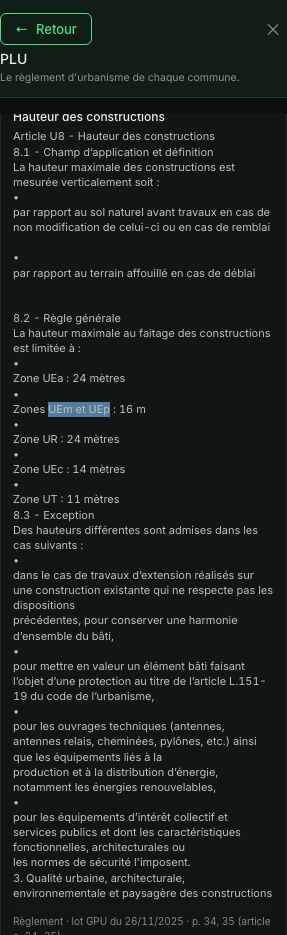 ← Retour
PLU
Le règlement d'urbanisme de chaque commune.
Hauteur des constructions
Article U8 - Hauteur des constructions
8.1 - Champ d'application et définition
La hauteur maximale des constructions est
mesurée verticalement soit :
•
par rapport au sol naturel avant travaux en cas de
non modification de celui-ci ou en cas de remblai
•
par rapport au terrain affouillé en cas de déblai
8.2 - Règle générale
La hauteur maximale au faitage des constructions
est limitée à :
•
Zone UEa : 24 mètres
•
Zones UEm et UEp : 16 m
•
Zone UR : 24 mètres
•
Zone UEc : 14 mètres
•
Zone UT : 11 mètres
8.3 - Exception
Des hauteurs différentes sont admises dans les
cas suivants :
•
dans le cas de travaux d'extension réalisés sur
une construction existante qui ne respecte pas les
dispositions
précédentes, pour conserver une harmonie
d'ensemble du bâti,
•
pour mettre en valeur un élément bâti faisant
l'objet d'une protection au titre de l'article L.151-
19 du code de l'urbanisme,
•
pour les ouvrages techniques (antennes,
antennes relais, cheminées, pylônes, etc.) ainsi
que les équipements liés à la
production et à la distribution d'énergie,
notamment les énergies renouvelables,
•
pour les équipements d'intérêt collectif et
services publics et dont les caractéristiques
fonctionnelles, architecturales ou
les normes de sécurité l'imposent.
3. Qualité urbaine, architecturale,
environnementale et paysagère des constructions
Règlement · lot GPU du 26/11/2025 · p. 34, 35 (article